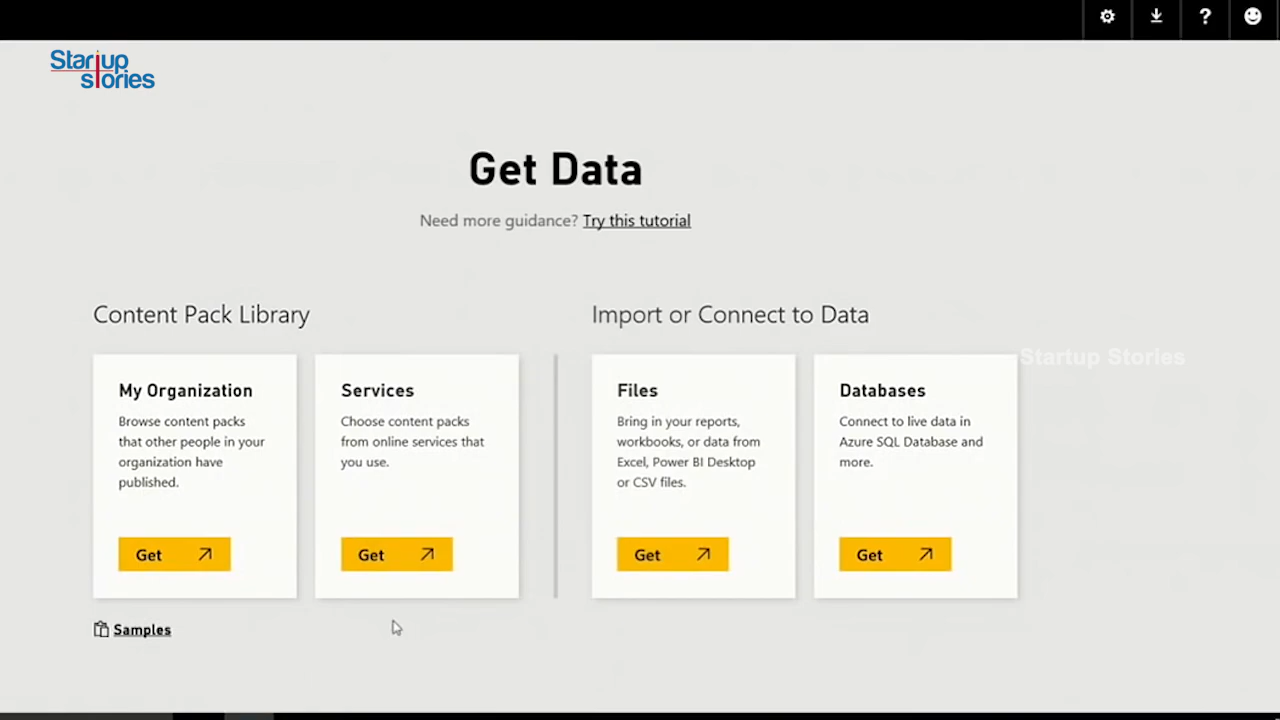 Startup
stories
Get Data
Need more guidance? Try this tutorial
Content Pack Library
Import or Connect to Data
My Organization
Browse content packs
that other people in your
organization have
published.
Get
Services
Choose content packs
from online services that
you use.
Get
Files
Bring in your reports,
workbooks, or data from
Excel, Power BI Desktop
or CSV files.
Get
Databases
Connect to live data in
Azure SQL Database and
more.
Get
Startup Stories
Samples